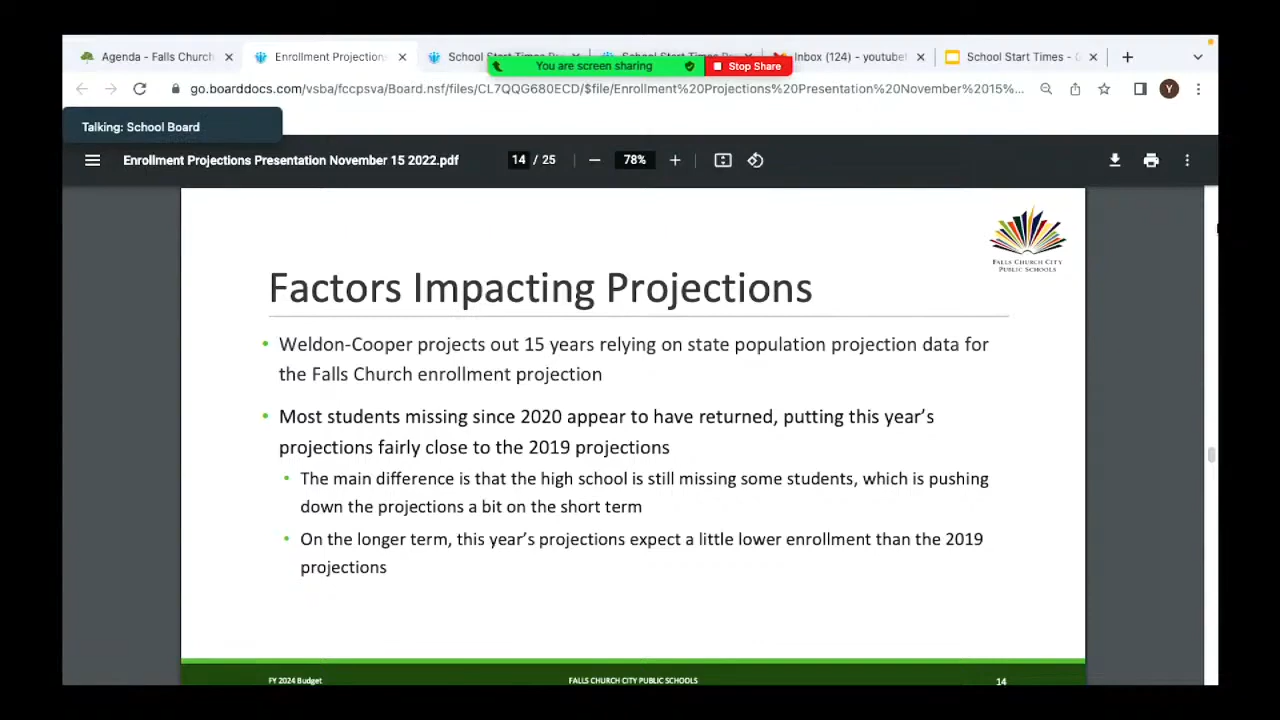 Agenda - Falls Church
Enrollment Projections
School Start Times
School Start Times
Inbox (124) - youtube
School Start Times - G
You are screen sharing
Stop Share
go.boarddocs.com/vsba/fccpsva/Board.nsf/files/CL7QQG680ECD/$file/Enrollment%20Projections%20Presentation%20November%2015%...
Y
Talking: School Board
Enrollment Projections Presentation November 15 2022.pdf
14 / 25
78%
FALLS CHURCH CITY
PUBLIC SCHOOLS
Factors Impacting Projections
• Weldon-Cooper projects out 15 years relying on state population projection data for
the Falls Church enrollment projection
• Most students missing since 2020 appear to have returned, putting this year’s
projections fairly close to the 2019 projections
• The main difference is that the high school is still missing some students, which is pushing
down the projections a bit on the short term
• On the longer term, this year’s projections expect a little lower enrollment than the 2019
projections
FY 2024 Budget
FALLS CHURCH CITY PUBLIC SCHOOLS
14